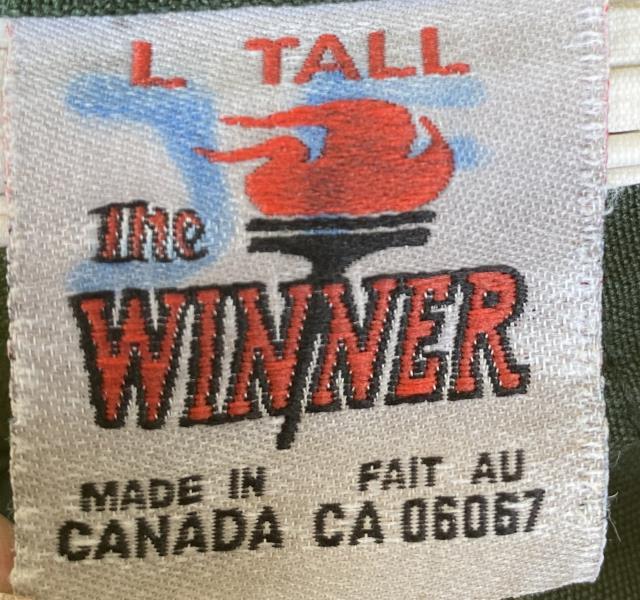 L TALL
The
WINNER
MADE IN FAIT AU
CANADA CA 06067